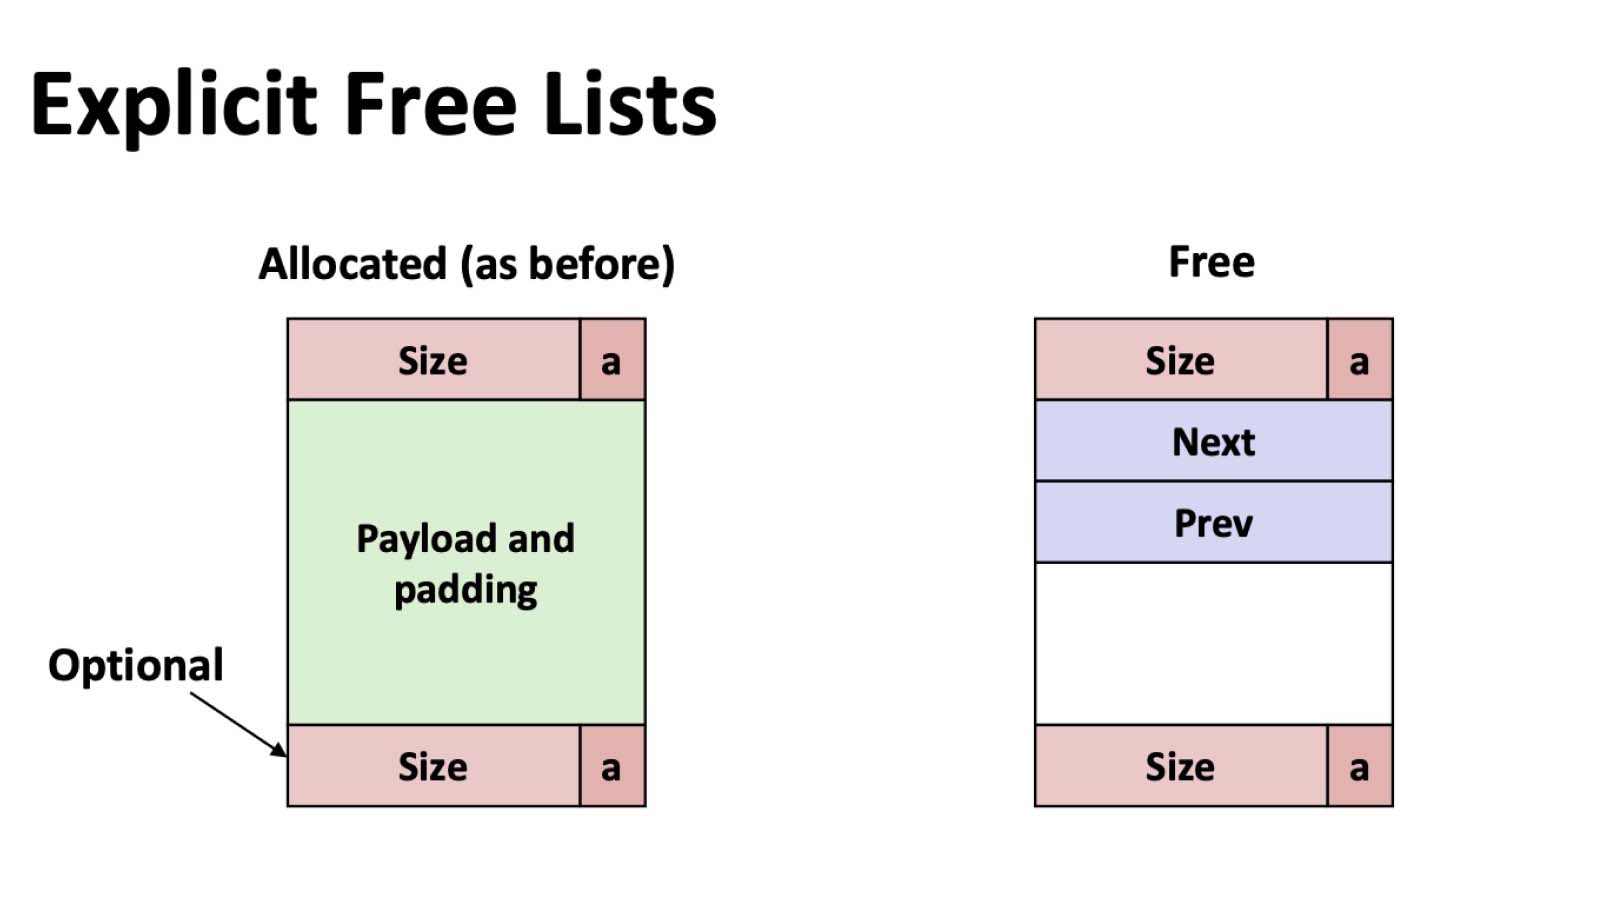 Explicit Free Lists
Allocated (as before)
Free
Size a
Size a
Next
Prev
Payload and
padding
Optional
Size a
Size a